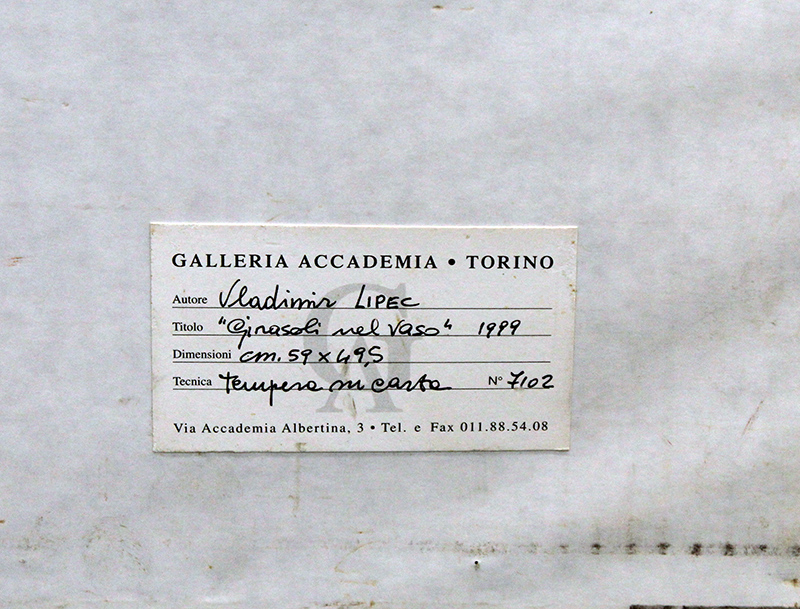 GALLERIA ACCADEMIA • TORINO
Autore Vladimir LIPEC
Titolo "Girasoli nel vaso" 1999
Dimensioni cm. 59 x 49,5
Tecnica tempera su carta N° 7102
Via Accademia Albertina, 3 • Tel. e Fax 011.88.54.08
GA